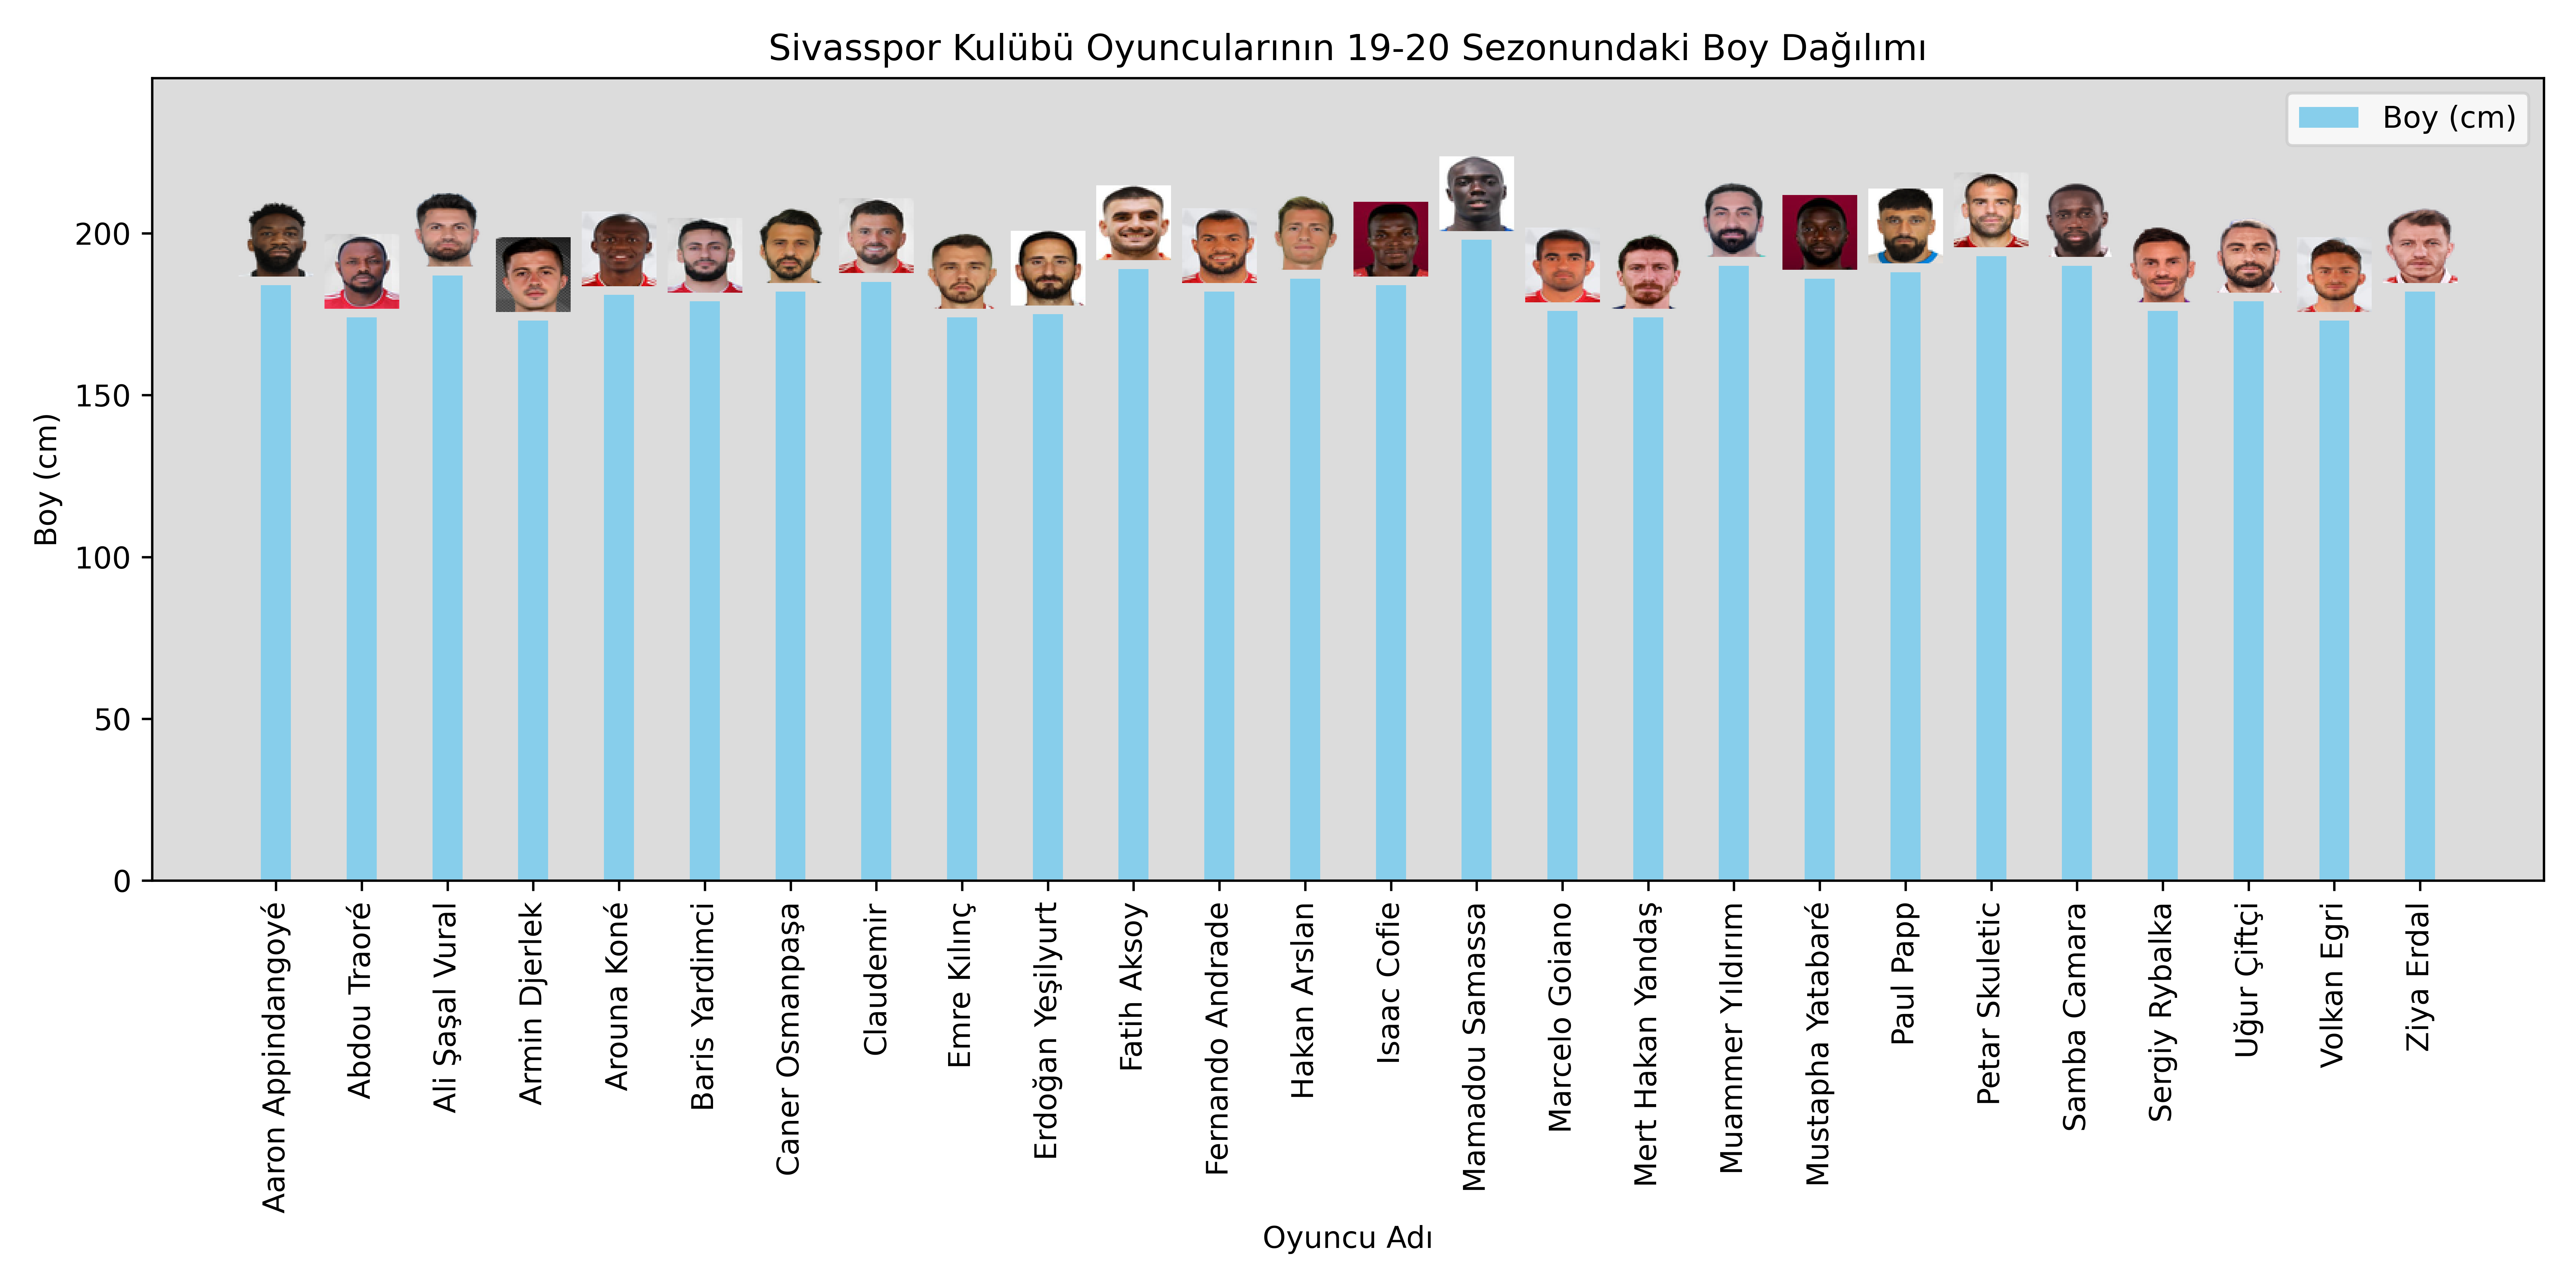 Sivasspor Kulübü Oyuncularının 19-20 Sezonundaki Boy Dağılımı
Boy (cm)
Boy (cm)
200
150
100
50
0
Aaron Appindangoyé
Abdou Traoré
Ali Şaşal Vural
Armin Djerlek
Arouna Koné
Baris Yardimci
Caner Osmanpaşa
Claudemir
Emre Kılınç
Erdoğan Yeşilyurt
Fatih Aksoy
Fernando Andrade
Hakan Arslan
Isaac Cofie
Mamadou Samassa
Marcelo Goiano
Mert Hakan Yandaş
Muammer Yıldırım
Mustapha Yatabaré
Paul Papp
Petar Skuletic
Samba Camara
Sergiy Rybalka
Uğur Çiftçi
Volkan Egri
Ziya Erdal
Oyuncu Adı